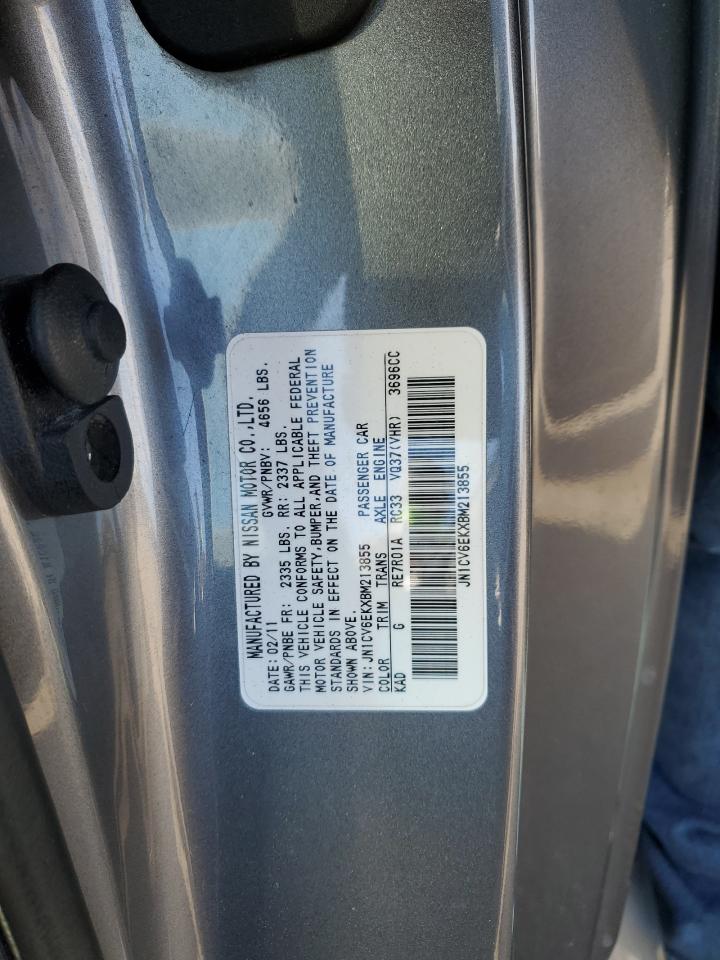 MANUFACTURED BY NISSAN MOTOR CO.,LTD.
DATE: 02/11 GVWR/PNBV: 4656 LBS.
GAWR/PNBE FR: 2335 LBS. RR: 2337 LBS.
THIS VEHICLE CONFORMS TO ALL APPLICABLE FEDERAL
MOTOR VEHICLE SAFETY,BUMPER,AND THEFT PREVENTION
STANDARDS IN EFFECT ON THE DATE OF MANUFACTURE
SHOWN ABOVE.
VIN:JN1CV6EKXBM213855 PASSENGER CAR
COLOR TRIM TRANS AXLE ENGINE
KAD G RE7R01A RC33 VQ37(VHR) 3696CC
JN1CV6EKXBM213855